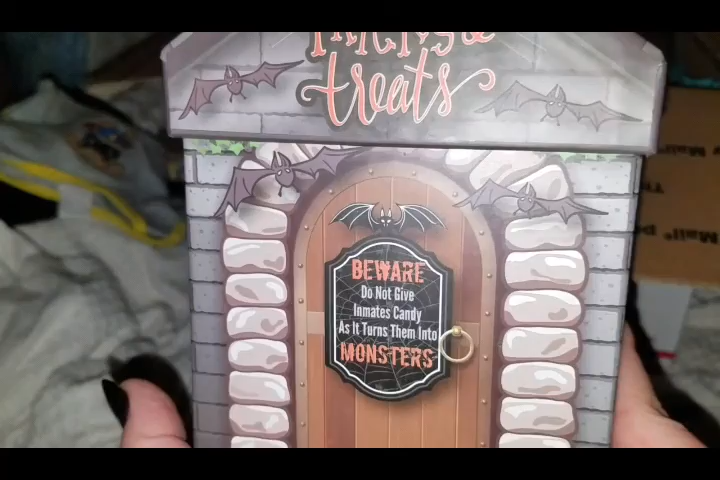 treats
BEWARE
Do Not Give
Inmates Candy
As It Turns Them Into
MONSTERS